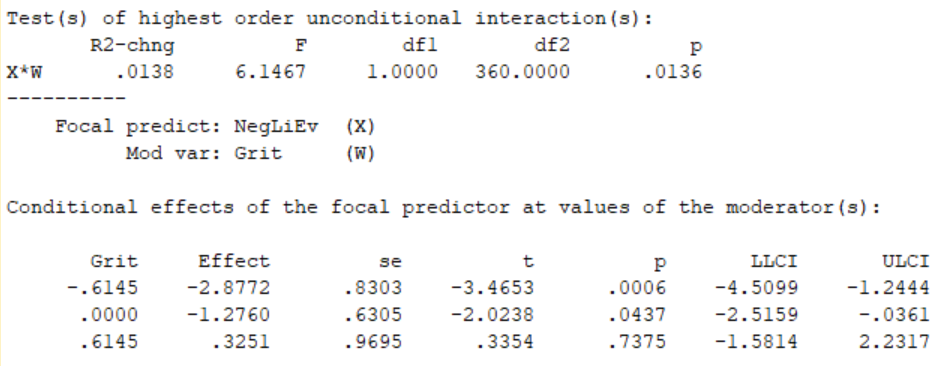 Test(s) of highest order unconditional interaction(s):
R2-chng F df1 df2 p
X*W .0138 6.1467 1.0000 360.0000 .0136
----------
Focal predict: NegLiEv (X)
Mod var: Grit (W)
Conditional effects of the focal predictor at values of the moderator(s):
Grit Effect se t p LLCI ULCI
-.6145 -2.8772 .8303 -3.4653 .0006 -4.5099 -1.2444
.0000 -1.2760 .6305 -2.0238 .0437 -2.5159 -.0361
.6145 .3251 .9695 .3354 .7375 -1.5814 2.2317